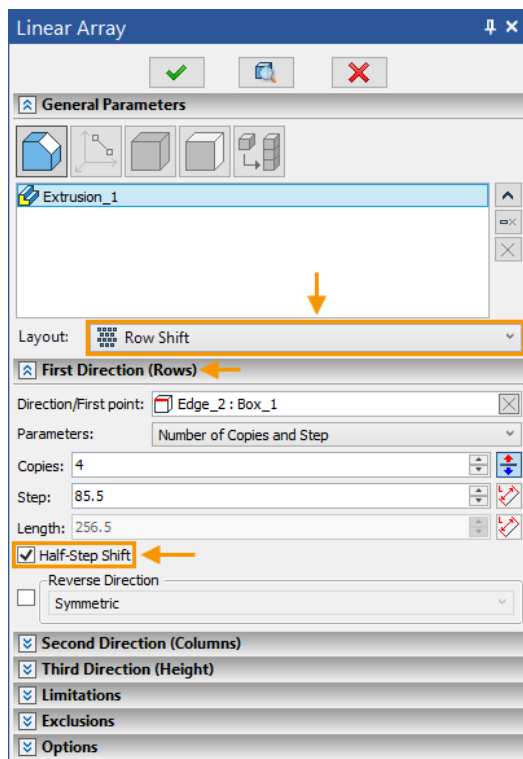 Linear Array
General Parameters
Extrusion_1
Layout: Row Shift
First Direction (Rows)
Direction/First point: Edge_2 : Box_1
Parameters: Number of Copies and Step
Copies: 4
Step: 85.5
Length: 256.5
Half-Step Shift
Reverse Direction
Symmetric
Second Direction (Columns)
Third Direction (Height)
Limitations
Exclusions
Options